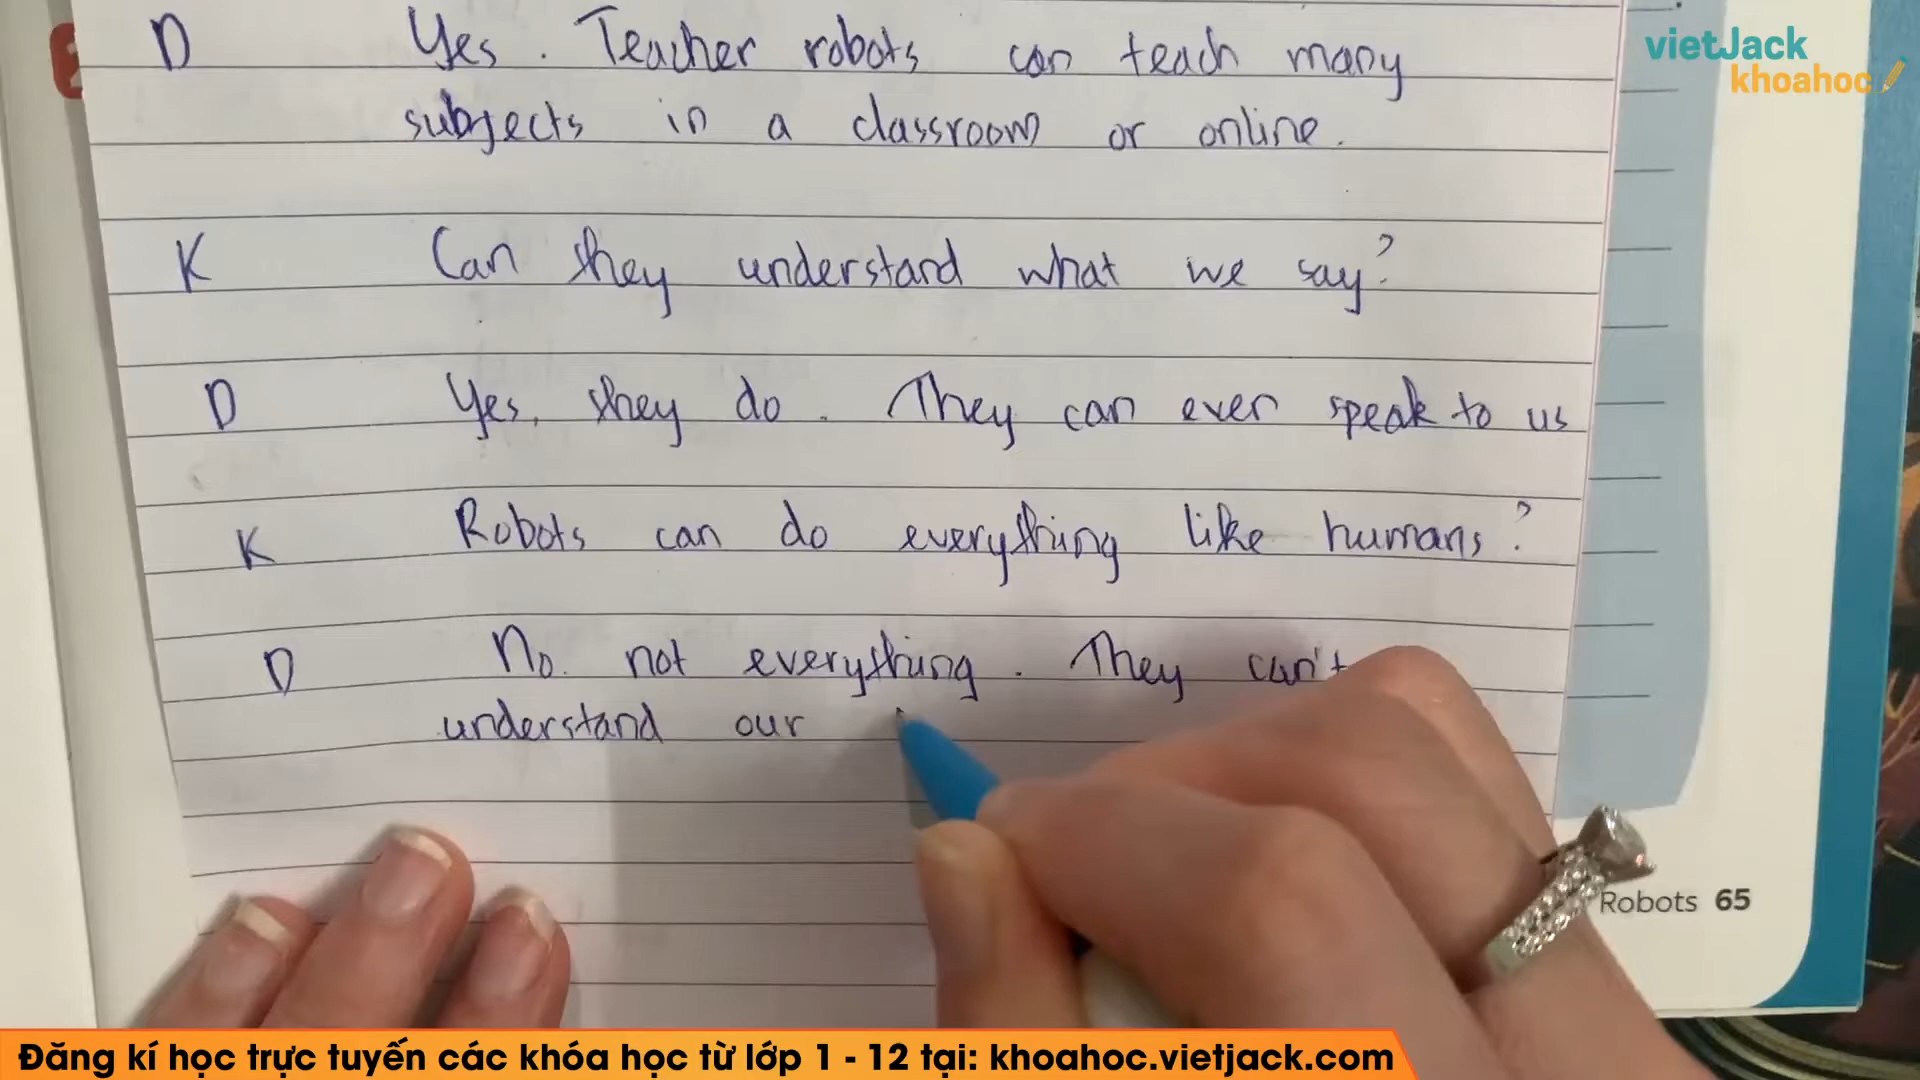 vietJack
khoahoc
D Yes. Teacher robots can teach many
subjects in a classroom or online.
K Can they understand what we say?
D Yes, they do. They can even speak to us
K Robots can do everything like humans?
D No. not everything. They can't
understand our
Robots 65
Đăng kí học trực tuyến các khóa học từ lớp 1 - 12 tại: khoahoc.vietjack.com